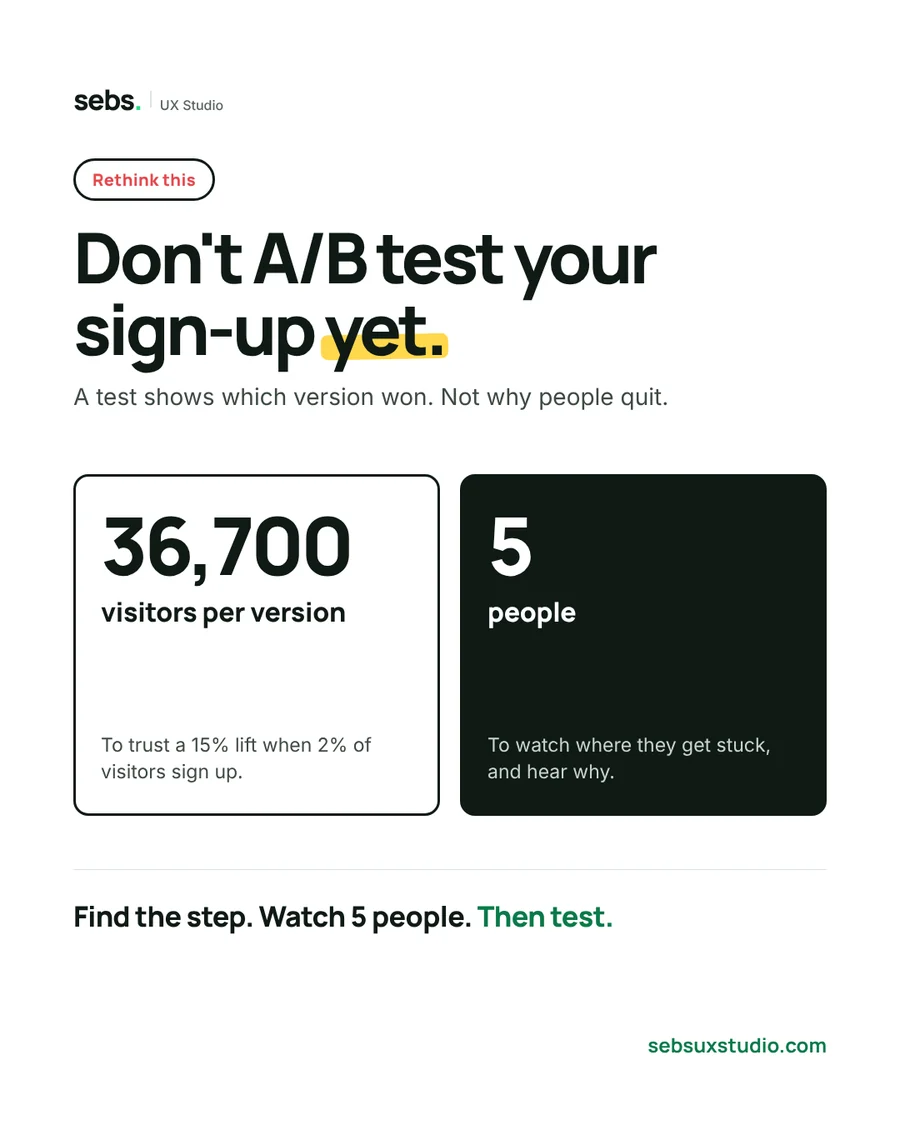 sebs.
UX Studio
Rethink this
Don't A/B test your
sign-up yet.
A test shows which version won. Not why people quit.
36,700
visitors per version
To trust a 15% lift when 2% of
visitors sign up.
5
people
To watch where they get stuck,
and hear why.
Find the step. Watch 5 people. Then test.
sebsuxstudio.com